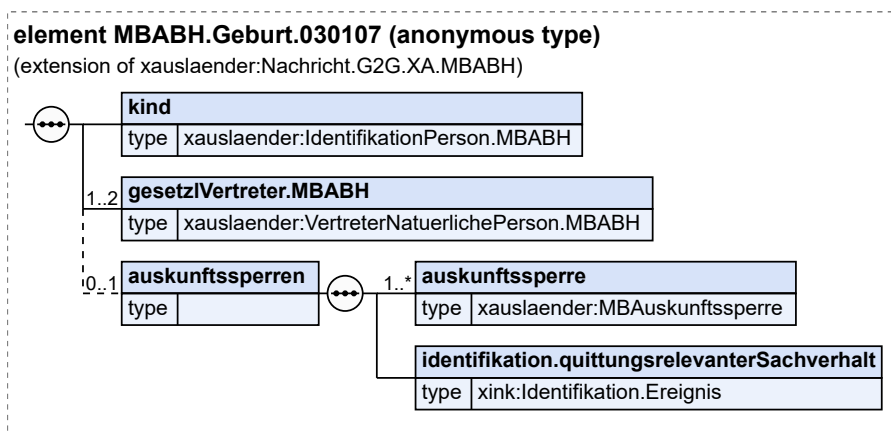 element MBABH.Geburt.030107 (anonymous type)
(extension of xauslaender:Nachricht.G2G.XA.MBABH)
kind
type xauslaender:IdentifikationPerson.MBABH
1..2 gesetzlVertreter.MBABH
type xauslaender:VertreterNatuerlichePerson.MBABH
0..1 auskunftssperren 1..* auskunftssperre
type type xauslaender:MBAuskunftssperre
identifikation.quittungsrelevanterSachverhalt
type xink:Identifikation.Ereignis